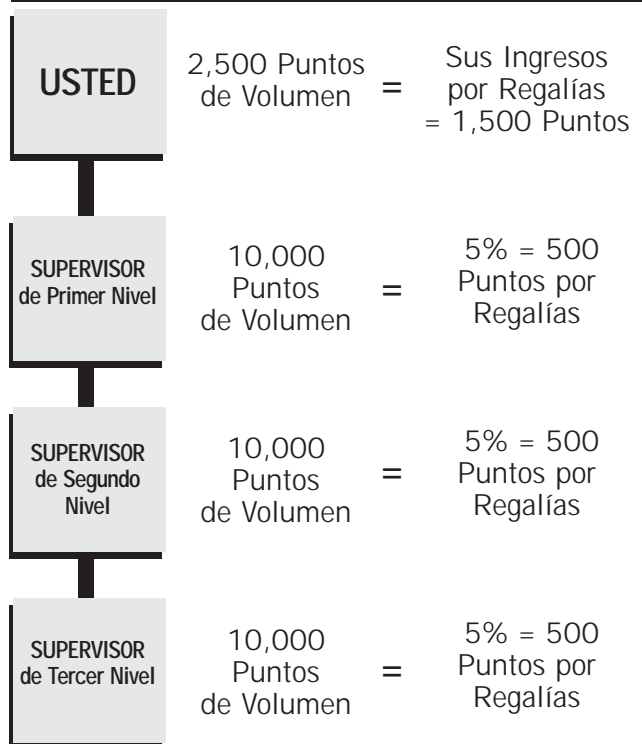 USTED
2,500 Puntos
de Volumen
=
Sus Ingresos
por Regalías
= 1,500 Puntos
SUPERVISOR
de Primer Nivel
10,000
Puntos
de Volumen
=
5% = 500
Puntos por
Regalías
SUPERVISOR
de Segundo
Nivel
10,000
Puntos
de Volumen
=
5% = 500
Puntos por
Regalías
SUPERVISOR
de Tercer Nivel
10,000
Puntos
de Volumen
=
5% = 500
Puntos por
Regalías